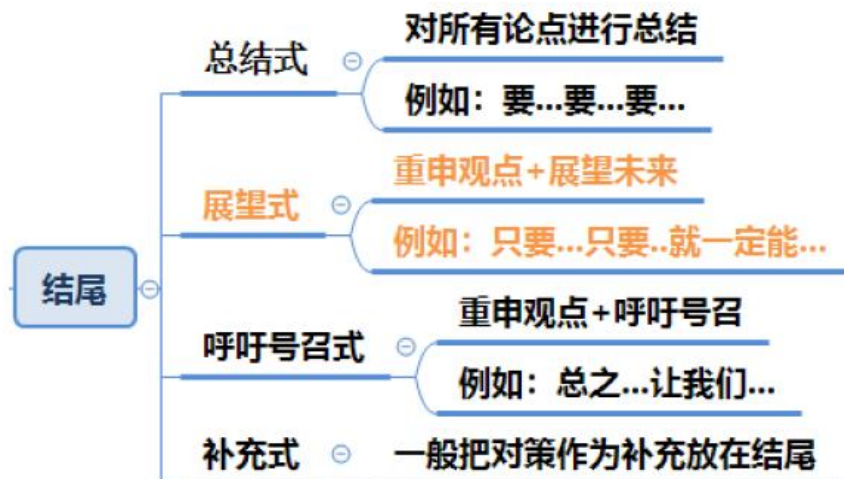 结尾
总结式
对所有论点进行总结
例如：要...要...要...
展望式
重申观点+展望未来
例如：只要...只要..就一定能...
呼吁号召式
重申观点+呼吁号召
例如：总之...让我们...
补充式
一般把对策作为补充放在结尾